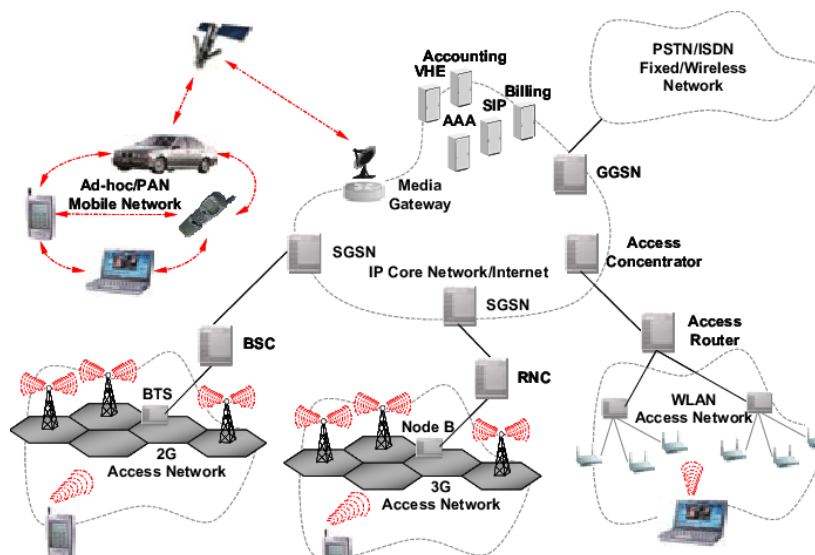 Accounting
VHE
Billing
SIP
AAA
PSTN/ISDN
Fixed/Wireless
Network
GGSN
Media
Gateway
Ad-hoc/PAN
Mobile Network
SGSN
IP Core Network/Internet
SGSN
Access
Concentrator
Access
Router
BSC
RNC
BTS
Node B
WLAN
Access Network
2G
Access Network
3G
Access Network